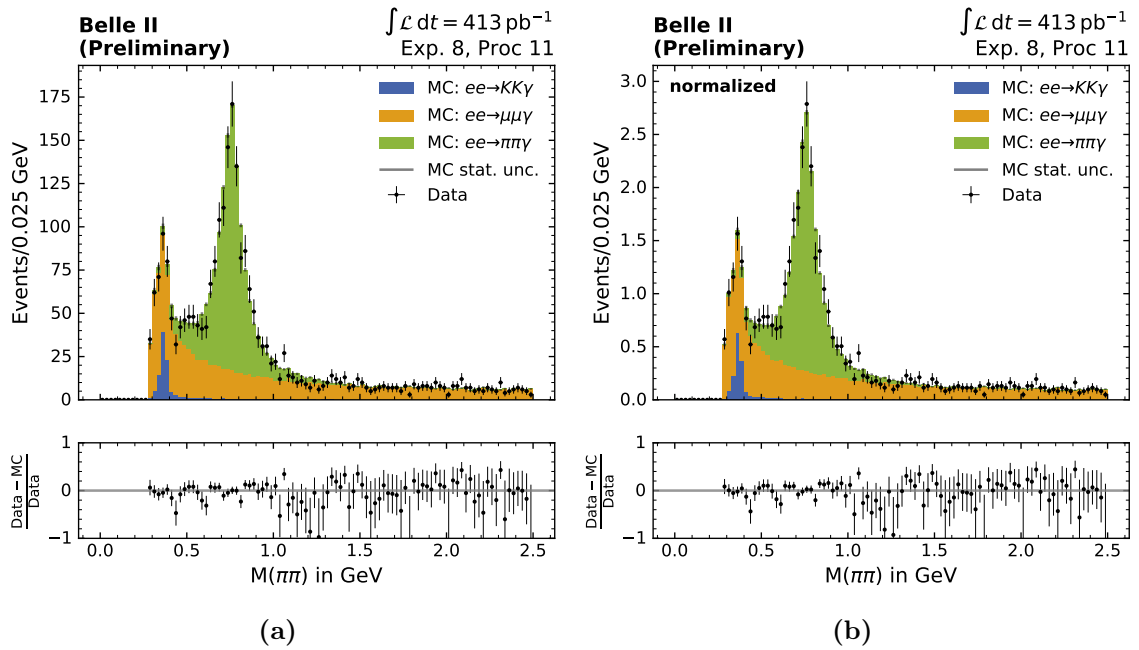 Belle II
(Preliminary)
∫ℒ dt = 413 pb⁻¹
Exp. 8, Proc 11
MC: ee→KKγ
MC: ee→μμγ
MC: ee→ππγ
MC stat. unc.
Data
Events/0.025 GeV
175
150
125
100
75
50
25
0
Data − MC
Data
1
0
−1
0.0 0.5 1.0 1.5 2.0 2.5
M(ππ) in GeV
(a)
Belle II
(Preliminary)
∫ℒ dt = 413 pb⁻¹
Exp. 8, Proc 11
normalized
MC: ee→KKγ
MC: ee→μμγ
MC: ee→ππγ
MC stat. unc.
Data
Events/0.025 GeV
3.0
2.5
2.0
1.5
1.0
0.5
0.0
Data − MC
Data
1
0
−1
0.0 0.5 1.0 1.5 2.0 2.5
M(ππ) in GeV
(b)